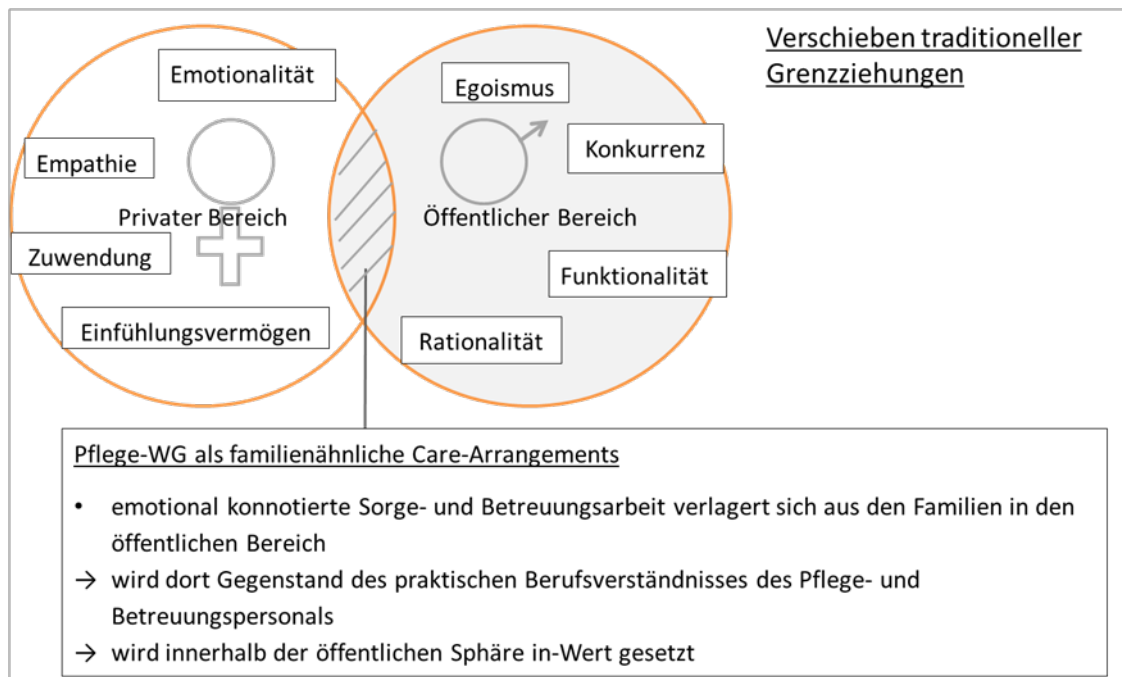 Verschieben traditioneller
Grenzziehungen
Emotionalität
Empathie
Privater Bereich
Zuwendung
Einfühlungsvermögen
Egoismus
Konkurrenz
Öffentlicher Bereich
Funktionalität
Rationalität
Pflege-WG als familienähnliche Care-Arrangements
• emotional konnotierte Sorge- und Betreuungsarbeit verlagert sich aus den Familien in den
öffentlichen Bereich
→ wird dort Gegenstand des praktischen Berufsverständnisses des Pflege- und
Betreuungspersonals
→ wird innerhalb der öffentlichen Sphäre in-Wert gesetzt